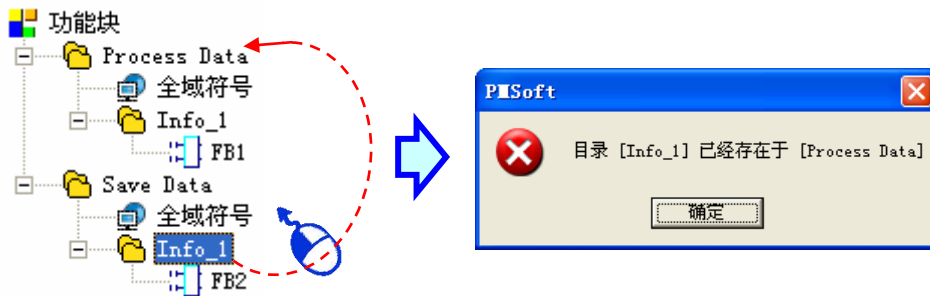 功能块
Process Data
全域符号
Info_1
FB1
Save Data
全域符号
Info_1
FB2
PMSoft
目录 [Info_1] 已经存在于 [Process Data]
确定